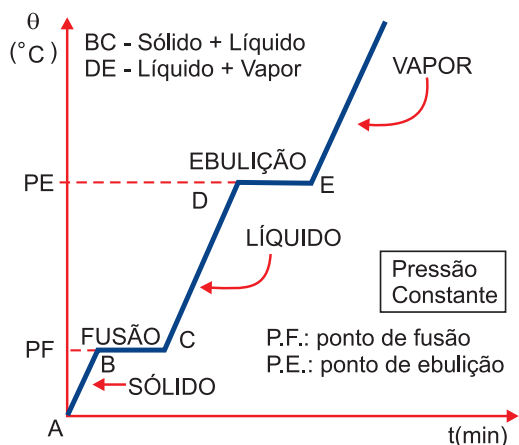 θ
(°C)
BC - Sólido + Líquido
DE - Líquido + Vapor
VAPOR
EBULIÇÃO
PE
D
E
LÍQUIDO
Pressão
Constante
FUSÃO
C
PF
B
P.F.: ponto de fusão
P.E.: ponto de ebulição
SÓLIDO
A
t(min)